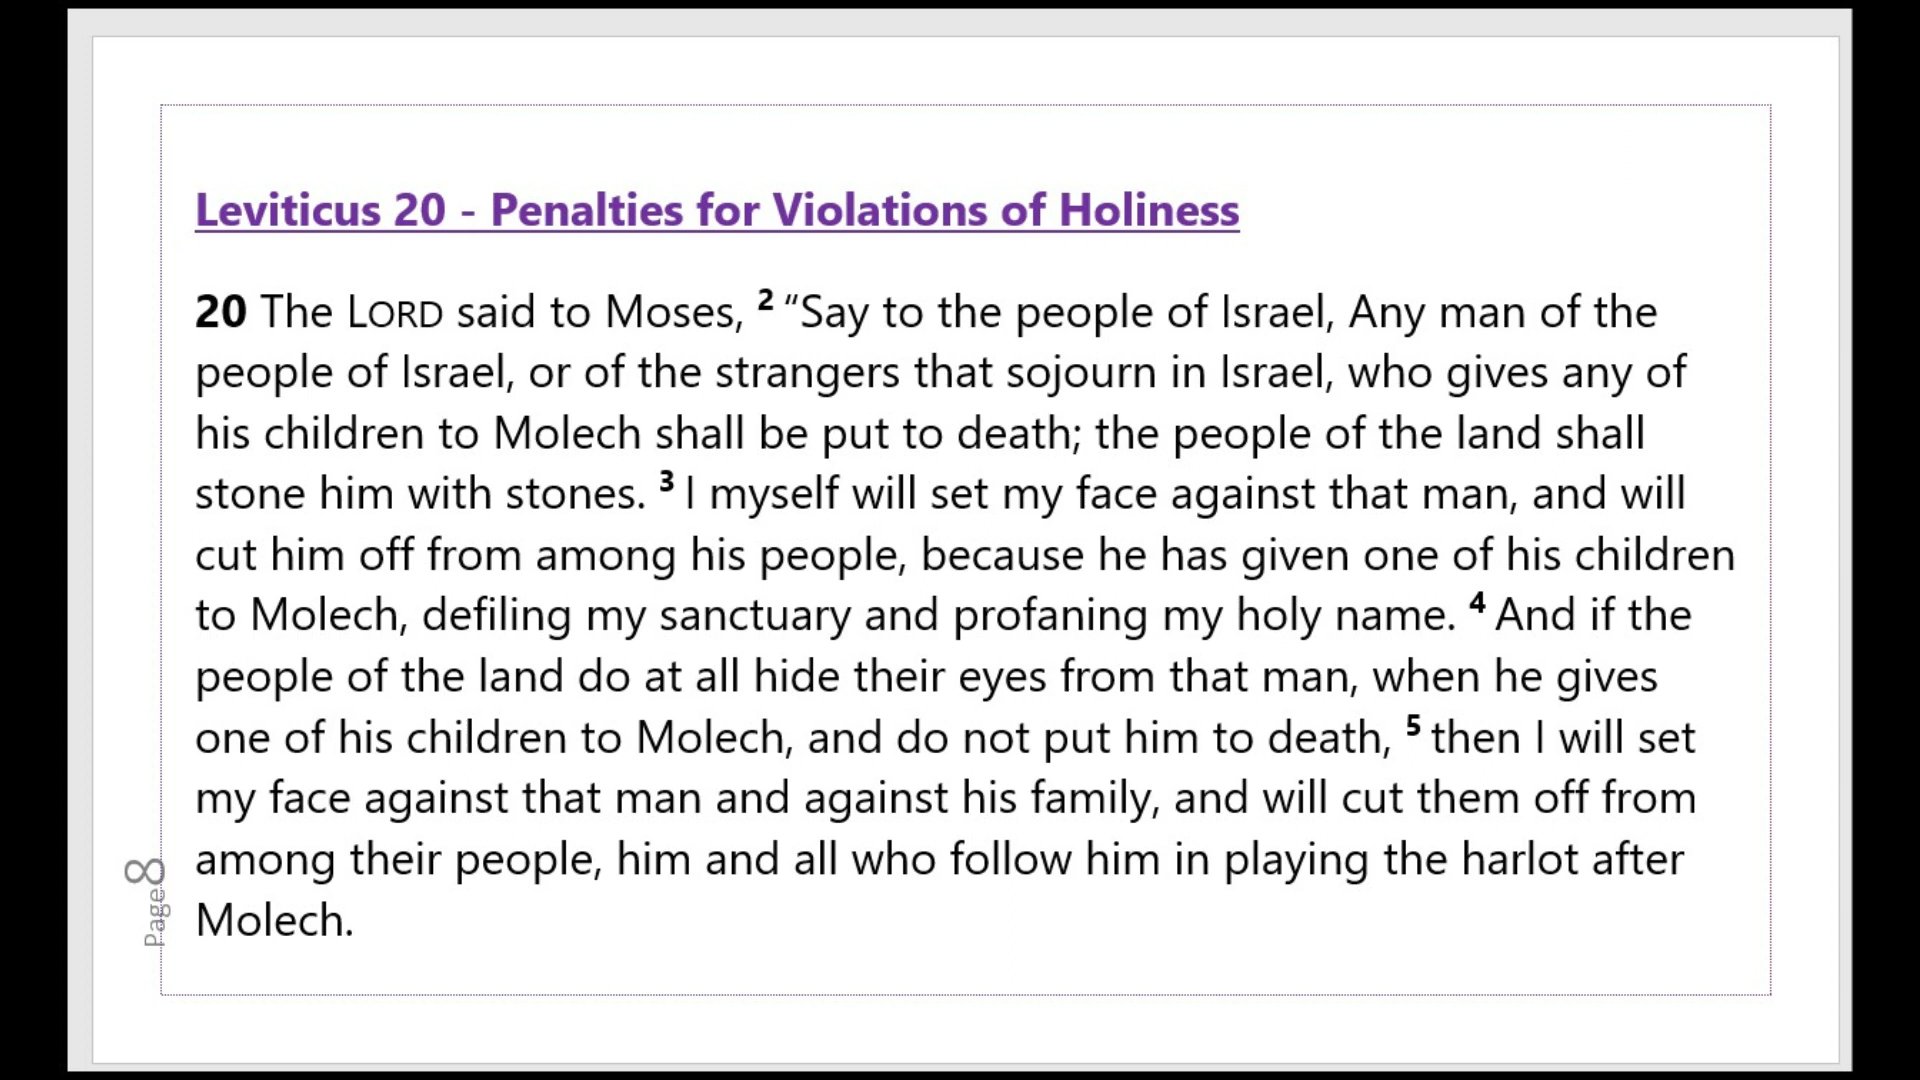 Leviticus 20 - Penalties for Violations of Holiness
20 The LORD said to Moses, 2 “Say to the people of Israel, Any man of the
people of Israel, or of the strangers that sojourn in Israel, who gives any of
his children to Molech shall be put to death; the people of the land shall
stone him with stones. 3 I myself will set my face against that man, and will
cut him off from among his people, because he has given one of his children
to Molech, defiling my sanctuary and profaning my holy name. 4 And if the
people of the land do at all hide their eyes from that man, when he gives
one of his children to Molech, and do not put him to death, 5 then I will set
my face against that man and against his family, and will cut them off from
among their people, him and all who follow him in playing the harlot after
Molech.
Page 8